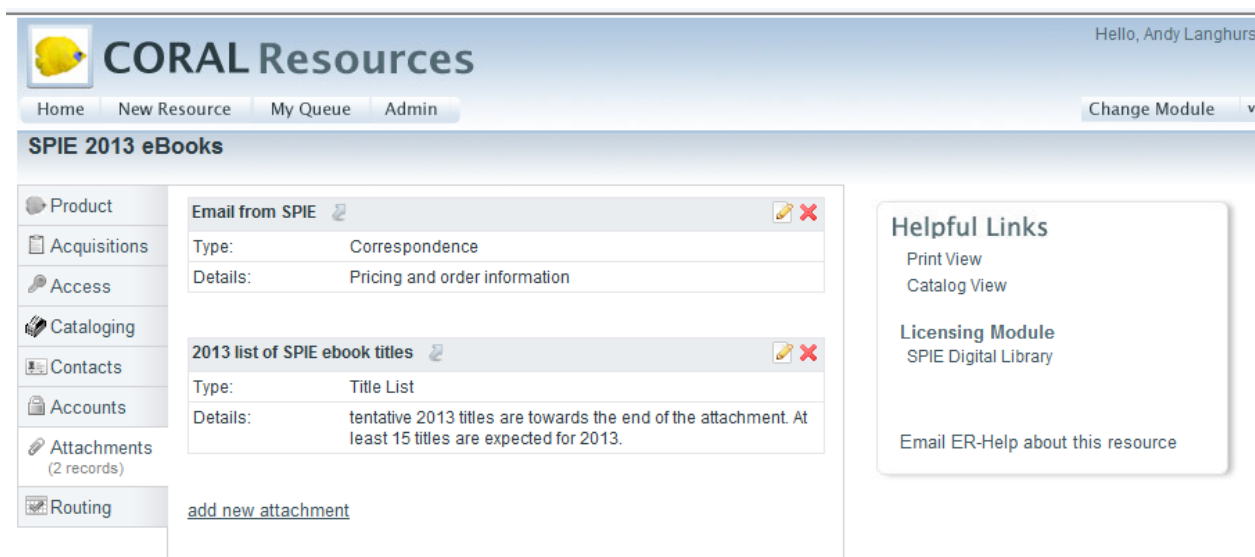 Hello, Andy Langhurs
CORAL Resources
Home New Resource My Queue Admin
Change Module
SPIE 2013 eBooks
Product
Acquisitions
Access
Cataloging
Contacts
Accounts
Attachments
(2 records)
Routing
Email from SPIE
Type: Correspondence
Details: Pricing and order information
2013 list of SPIE ebook titles
Type: Title List
Details: tentative 2013 titles are towards the end of the attachment. At
least 15 titles are expected for 2013.
add new attachment
Helpful Links
Print View
Catalog View
Licensing Module
SPIE Digital Library
Email ER-Help about this resource